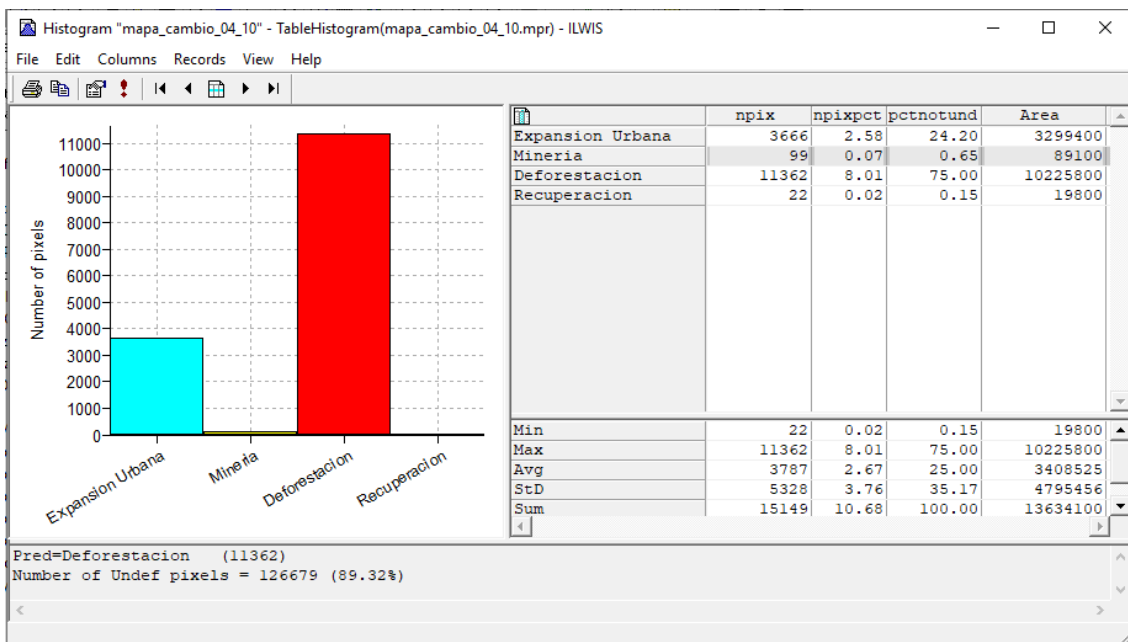 Histogram "mapa_cambio_04_10" - TableHistogram(mapa_cambio_04_10.mpr) - ILWIS
File Edit Columns Records View Help
11000
10000
9000
8000
7000
6000
5000
4000
3000
2000
1000
0
Number of pixels
Expansion Urbana
Mineria
Deforestacion
Recuperacion
npix npixpct pctnotund Area
Expansion Urbana 3666 2.58 24.20 3299400
Mineria 99 0.07 0.65 89100
Deforestacion 11362 8.01 75.00 10225800
Recuperacion 22 0.02 0.15 19800
Min 22 0.02 0.15 19800
Max 11362 8.01 75.00 10225800
Avg 3787 2.67 25.00 3408525
StD 5328 3.76 35.17 4795456
Sum 15149 10.68 100.00 13634100
Pred=Deforestacion (11362)
Number of Undef pixels = 126679 (89.32%)